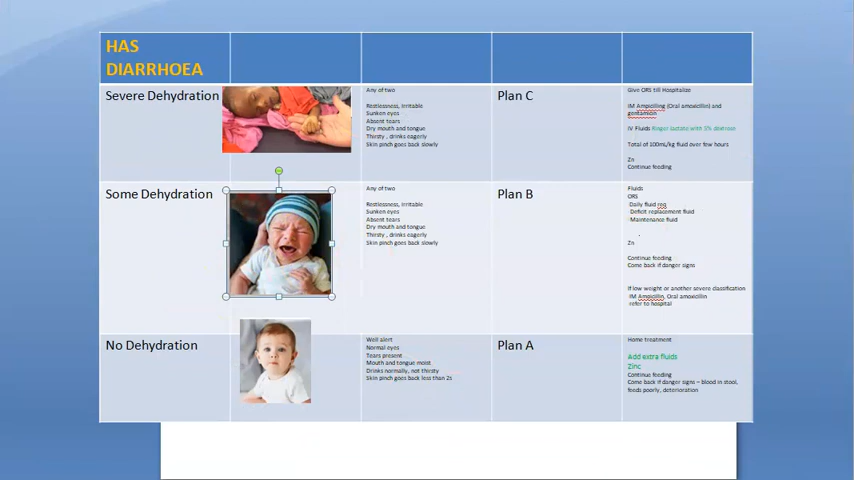 HAS
DIARRHOEA
Severe Dehydration
Any of two
Restlessness, irritable
Sunken eyes
Absent tears
Dry mouth and tongue
Thirsty , drinks eagerly
Skin pinch goes back slowly
Plan C
Give ORS till Hospitalize
IM Ampicilling (Oral amoxicillin) and
gentamioin
IV Fluids Ringer lactate with 5% dextrose
Total of 100mL/kg fluid over few hours
Zn
Continue feeding
Some Dehydration
Any of two
Restlessness, irritable
Sunken eyes
Absent tears
Dry mouth and tongue
Thirsty , drinks eagerly
Skin pinch goes back slowly
Plan B
Fluids
ORS
Daily fluid req
Deficit replacement fluid
Maintenance fluid
-
Zn
Continue feeding
Come back if danger signs
If low weight or another severe classification
IM Ampicillin, Oral amoxicillin
refer to hospital
No Dehydration
Well alert
Normal eyes
Tears present
Mouth and tongue moist
Drinks normally, not thirsty
Skin pinch goes back less than 2s
Plan A
Home treatment
Add extra fluids
Zinc
Continue feeding
Come back if danger signs – blood in stool,
feeds poorly, deterioration